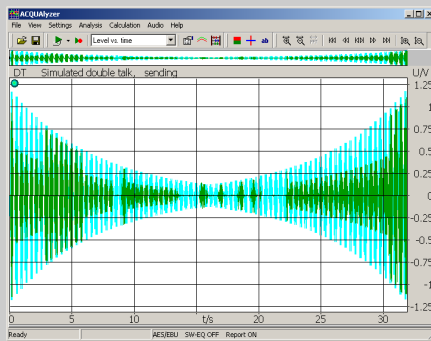 ACQUAlyzer
File View Settings Analysis Calculation Audio Help
Level vs. time
ab
DT Simulated double talk, sending U/V
1.25
1
0.75
0.5
0.25
0
-0.25
-0.5
-0.75
-1
-1.25
0 5 10 t/s 20 25 30
Ready AES/EBU SW-EQ OFF Report ON